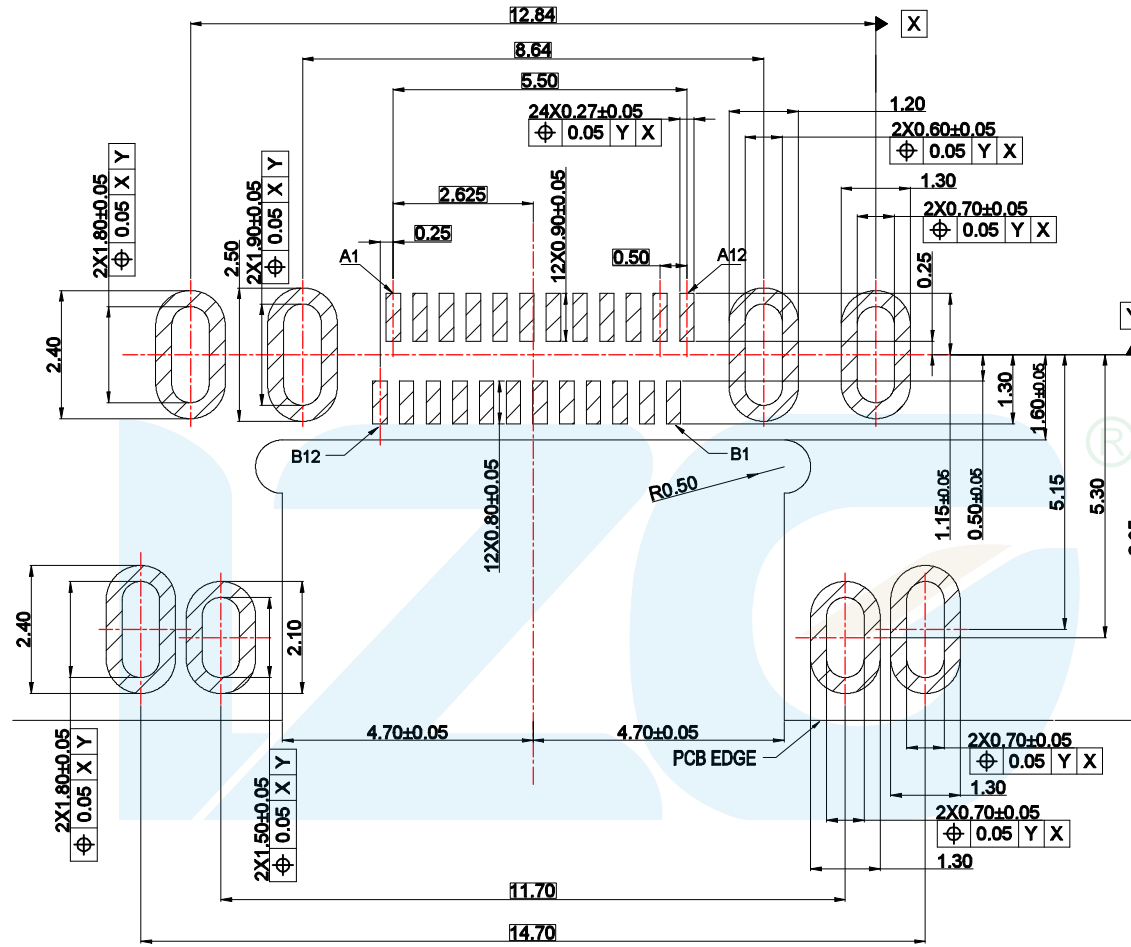 12.84
X
8.64
5.50
24X0.27±0.05
⌖ 0.05 Y X
1.20
2X0.60±0.05
⌖ 0.05 Y X
1.30
2X0.70±0.05
⌖ 0.05 Y X
2X1.80±0.05
⌖ 0.05 X Y
2X1.90±0.05
⌖ 0.05 X Y
2.625
0.25
12X0.90±0.05
0.50
A1
A12
0.25
2.50
2.40
1.30
1.60±0.05
B12
B1
R0.50
12X0.80±0.05
1.15±0.05
0.50±0.05
5.15
5.30
®
IZG
2.40
2.10
4.70±0.05
4.70±0.05
PCB EDGE
2X1.80±0.05
⌖ 0.05 X Y
2X1.50±0.05
⌖ 0.05 X Y
2X0.70±0.05
⌖ 0.05 Y X
1.30
2X0.70±0.05
⌖ 0.05 Y X
1.30
11.70
14.70